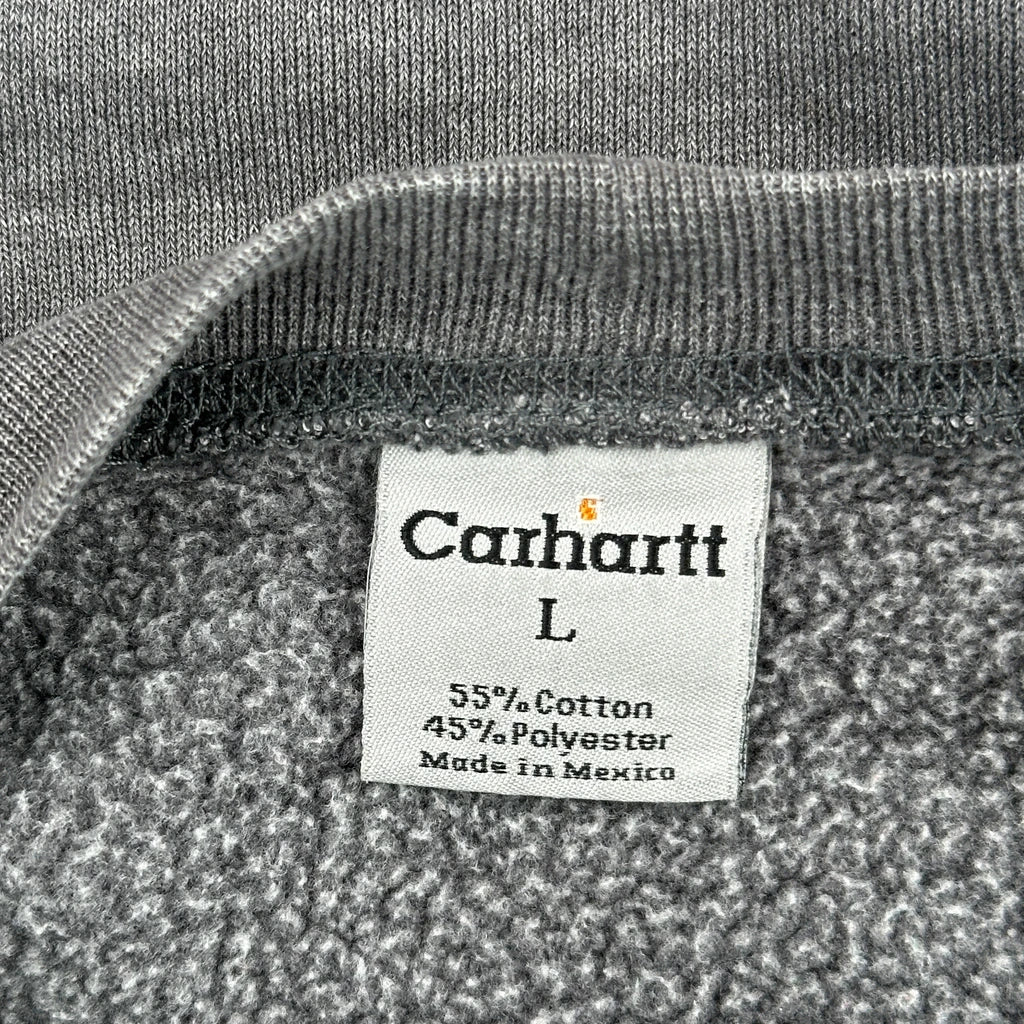 Carhartt
L
55% Cotton
45% Polyester
Made in Mexico